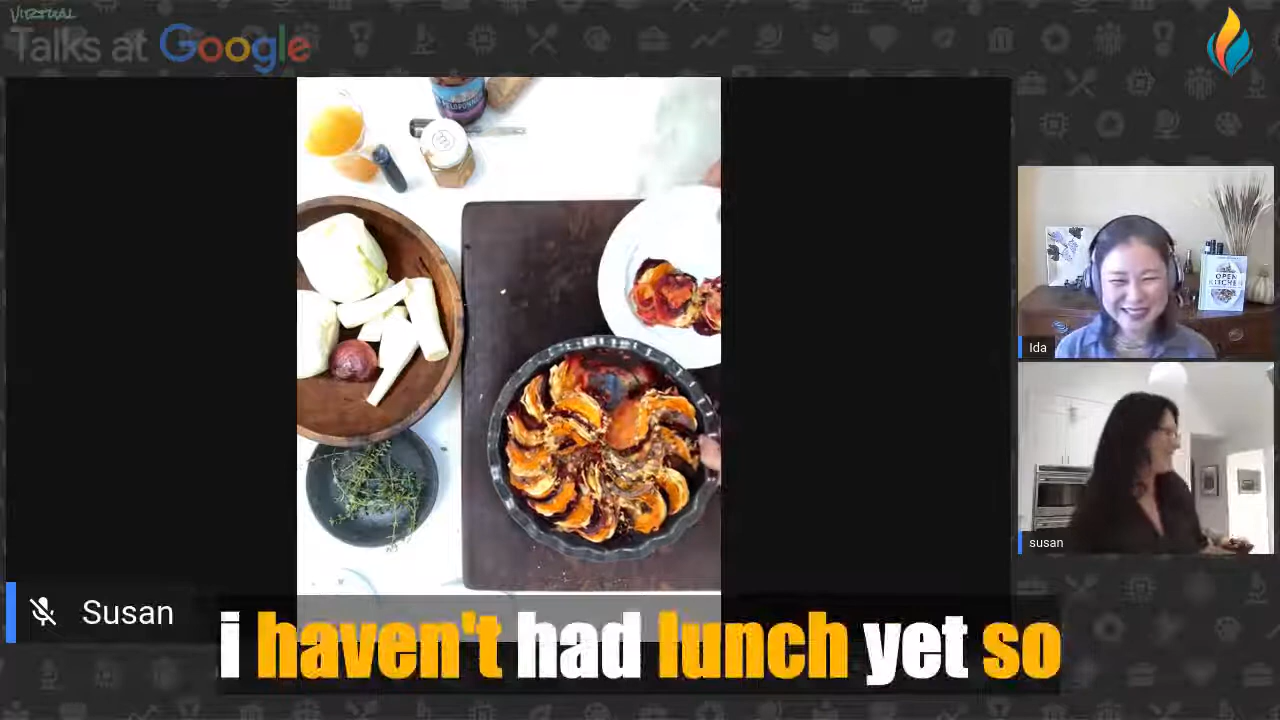 VIRTUAL
Talks at Google
OPEN
KITCHEN
Ida
susan
Susan
i haven't had lunch yet so